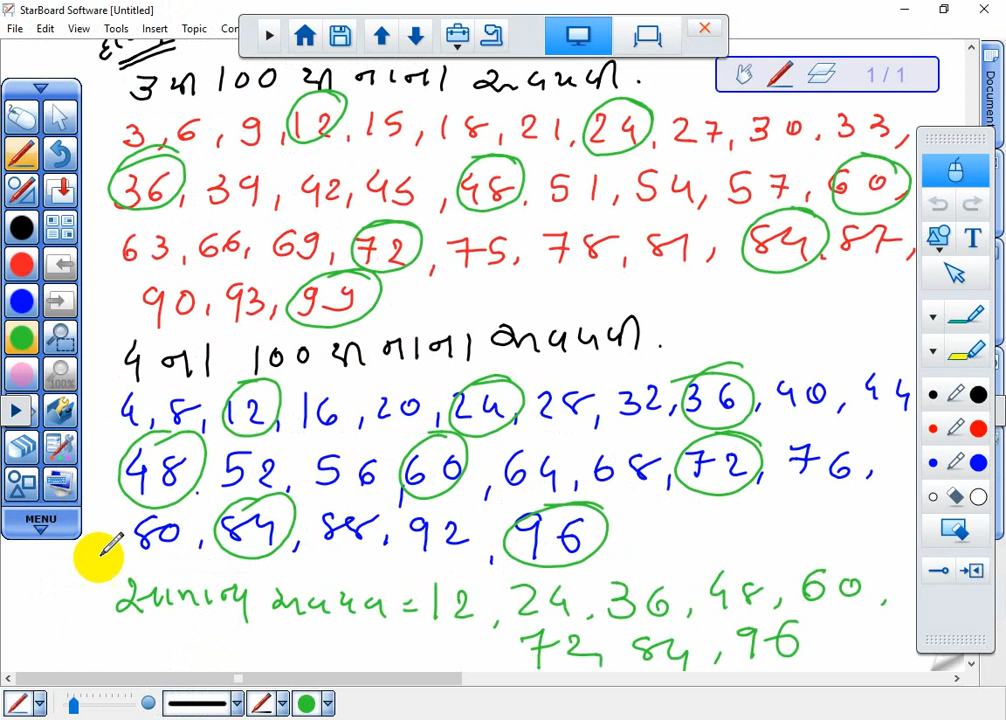 StarBoard Software [Untitled]
File Edit View Tools Insert Topic
1 / 1
3 ના 100 થી નાના અવયવી.
3, 6, 9, 12, 15, 18, 21, 24, 27, 30, 33,
36, 39, 42, 45, 48, 51, 54, 57, 60,
63, 66, 69, 72, 75, 78, 81, 84, 87,
90, 93, 99
4 ના 100 થી નાના અવયવી.
4, 8, 12, 16, 20, 24, 28, 32, 36, 40, 44
48, 52, 56, 60, 64, 68, 72, 76,
80, 84, 88, 92, 96
સામાન્ય અવયવ = 12, 24, 36, 48, 60,
72, 84, 96
MENU
100%
T